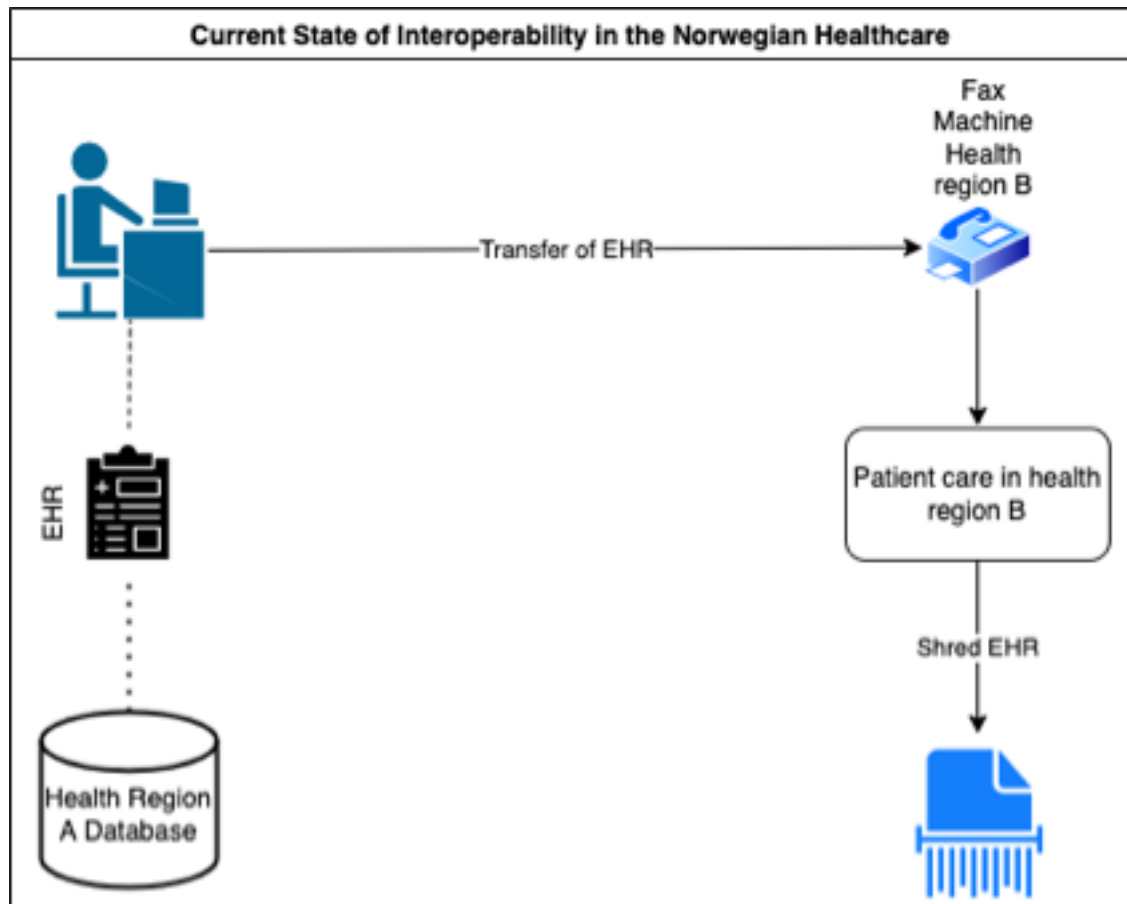 Current State of Interoperability in the Norwegian Healthcare
Fax
Machine
Health
region B
Transfer of EHR
EHR
Patient care in health
region B
Shred EHR
Health Region
A Database